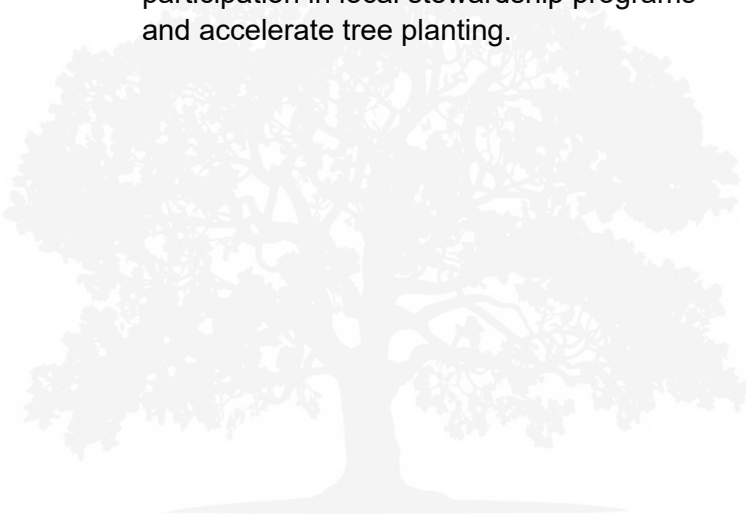 participation in local stewardship programs
and accelerate tree planting.